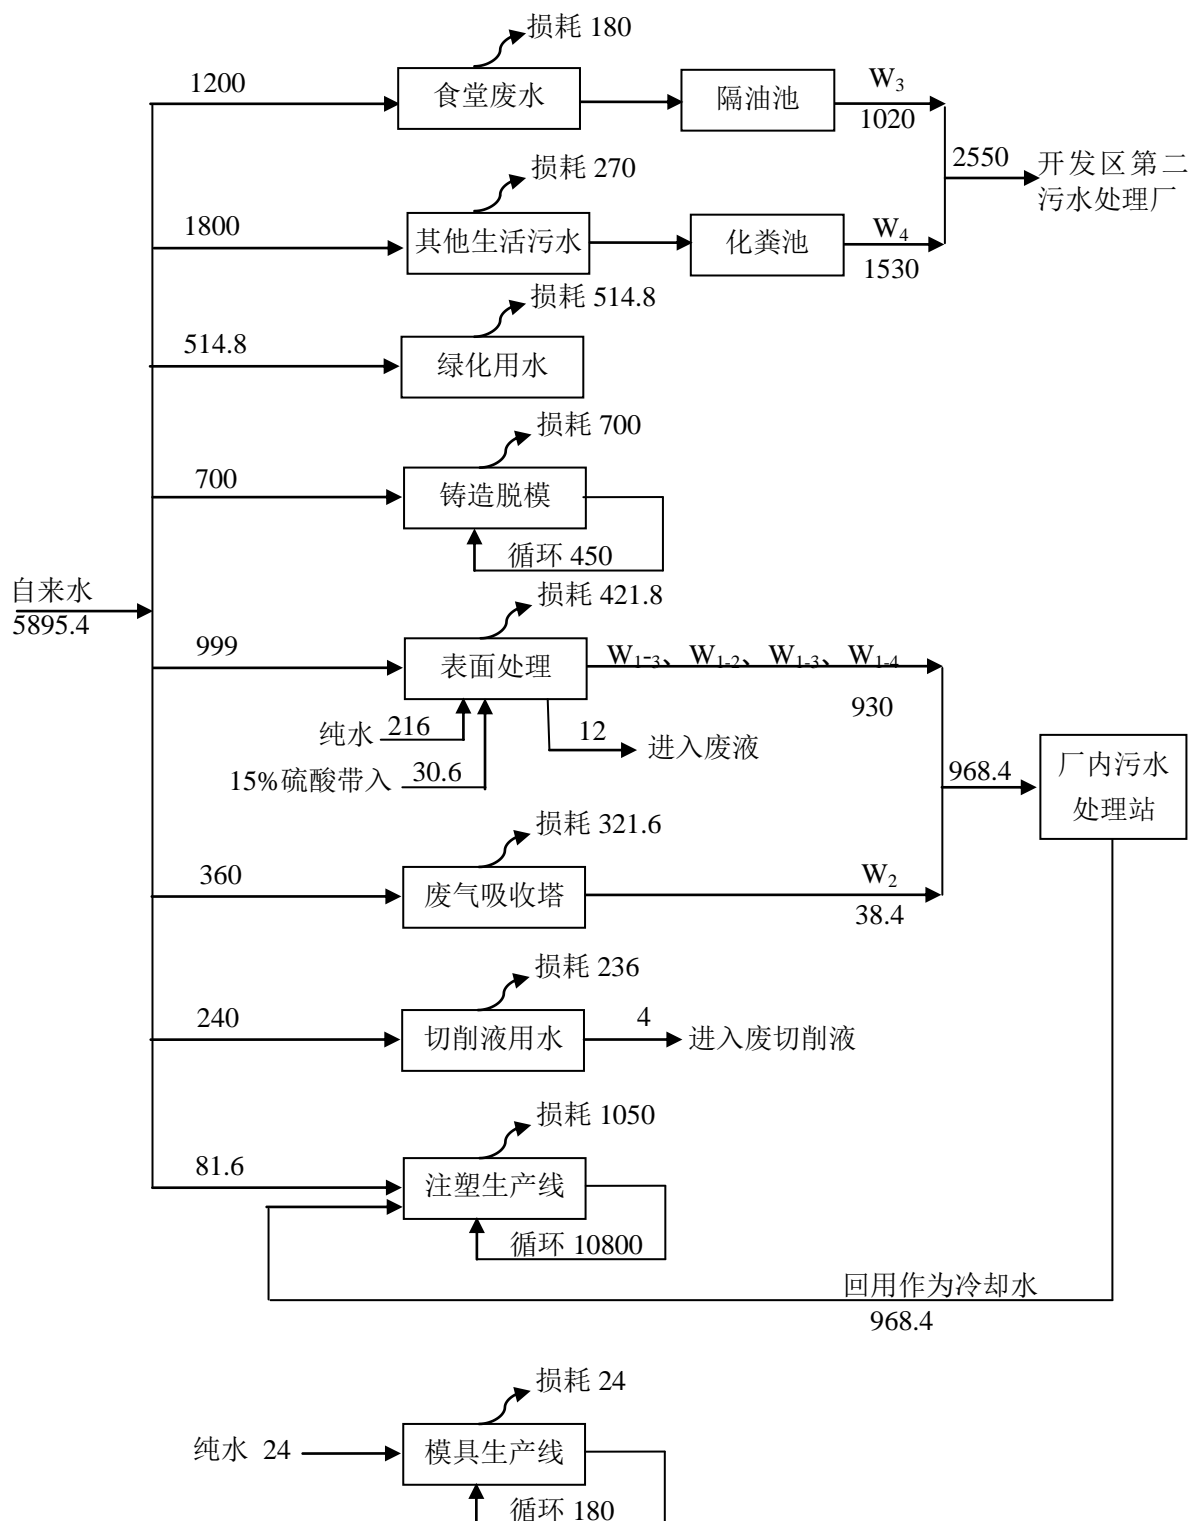 损耗 180
1200
食堂废水
隔油池
W3
1020
2550
开发区第二
污水处理厂
损耗 270
1800
其他生活污水
化粪池
W4
1530
损耗 514.8
514.8
绿化用水
损耗 700
700
铸造脱模
循环 450
自来水
5895.4
损耗 421.8
999
表面处理
W1-3、W1-2、W1-3、W1-4
930
纯水 216
12
进入废液
15%硫酸带入 30.6
968.4
厂内污水
处理站
损耗 321.6
360
废气吸收塔
W2
38.4
损耗 236
240
切削液用水
4
进入废切削液
损耗 1050
81.6
注塑生产线
循环 10800
回用作为冷却水
968.4
损耗 24
纯水 24
模具生产线
循环 180